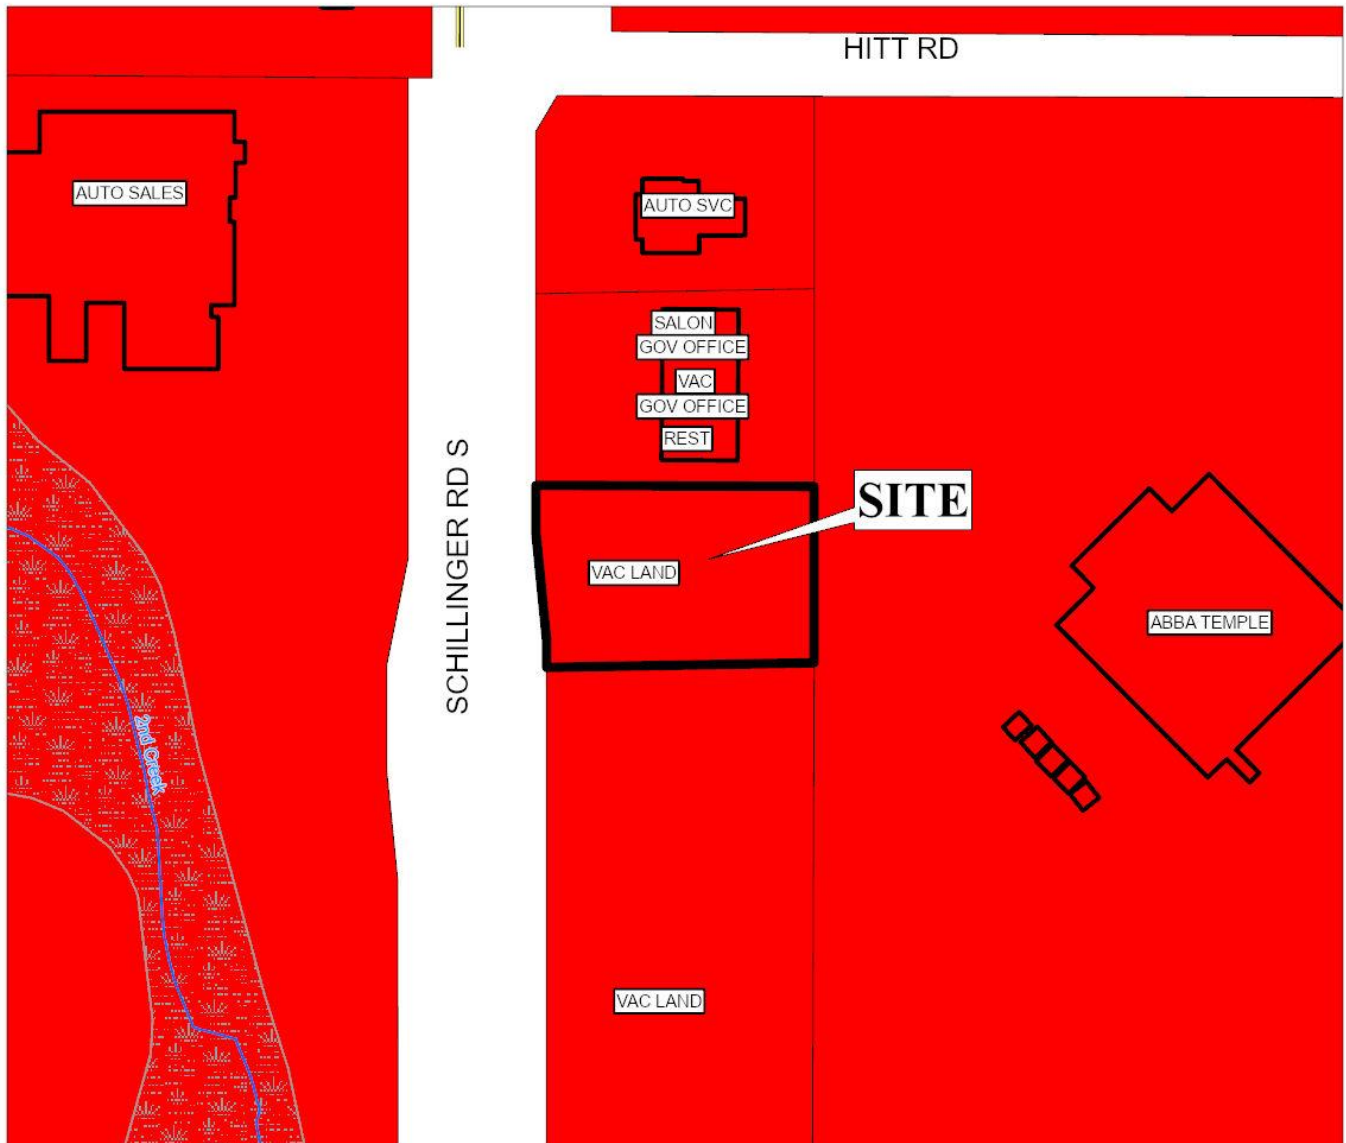 HITT RD
AUTO SALES
AUTO SVC
SALON
GOV OFFICE
VAC
GOV OFFICE
REST
SCHILLINGER RD S
SITE
VAC LAND
ABBA TEMPLE
2nd Creek
VAC LAND